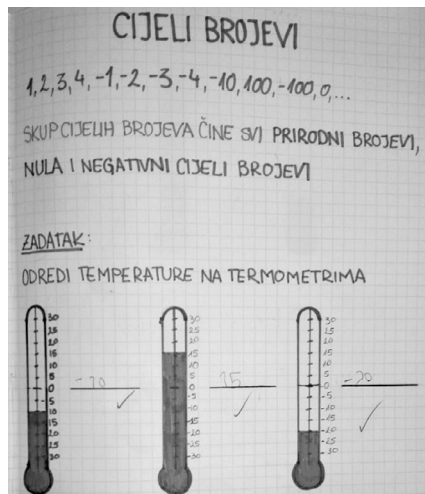 CIJELI BROJEVI
1, 2, 3, 4, -1, -2, -3, -4, -10, 100, -100, 0, ...
SKUP CIJELIH BROJEVA ČINE SVI PRIRODNI BROJEVI,
NULA I NEGATIVNI CIJELI BROJEVI
ZADATAK:
ODREDI TEMPERATURE NA TERMOMETRIMA
-10
15
-20